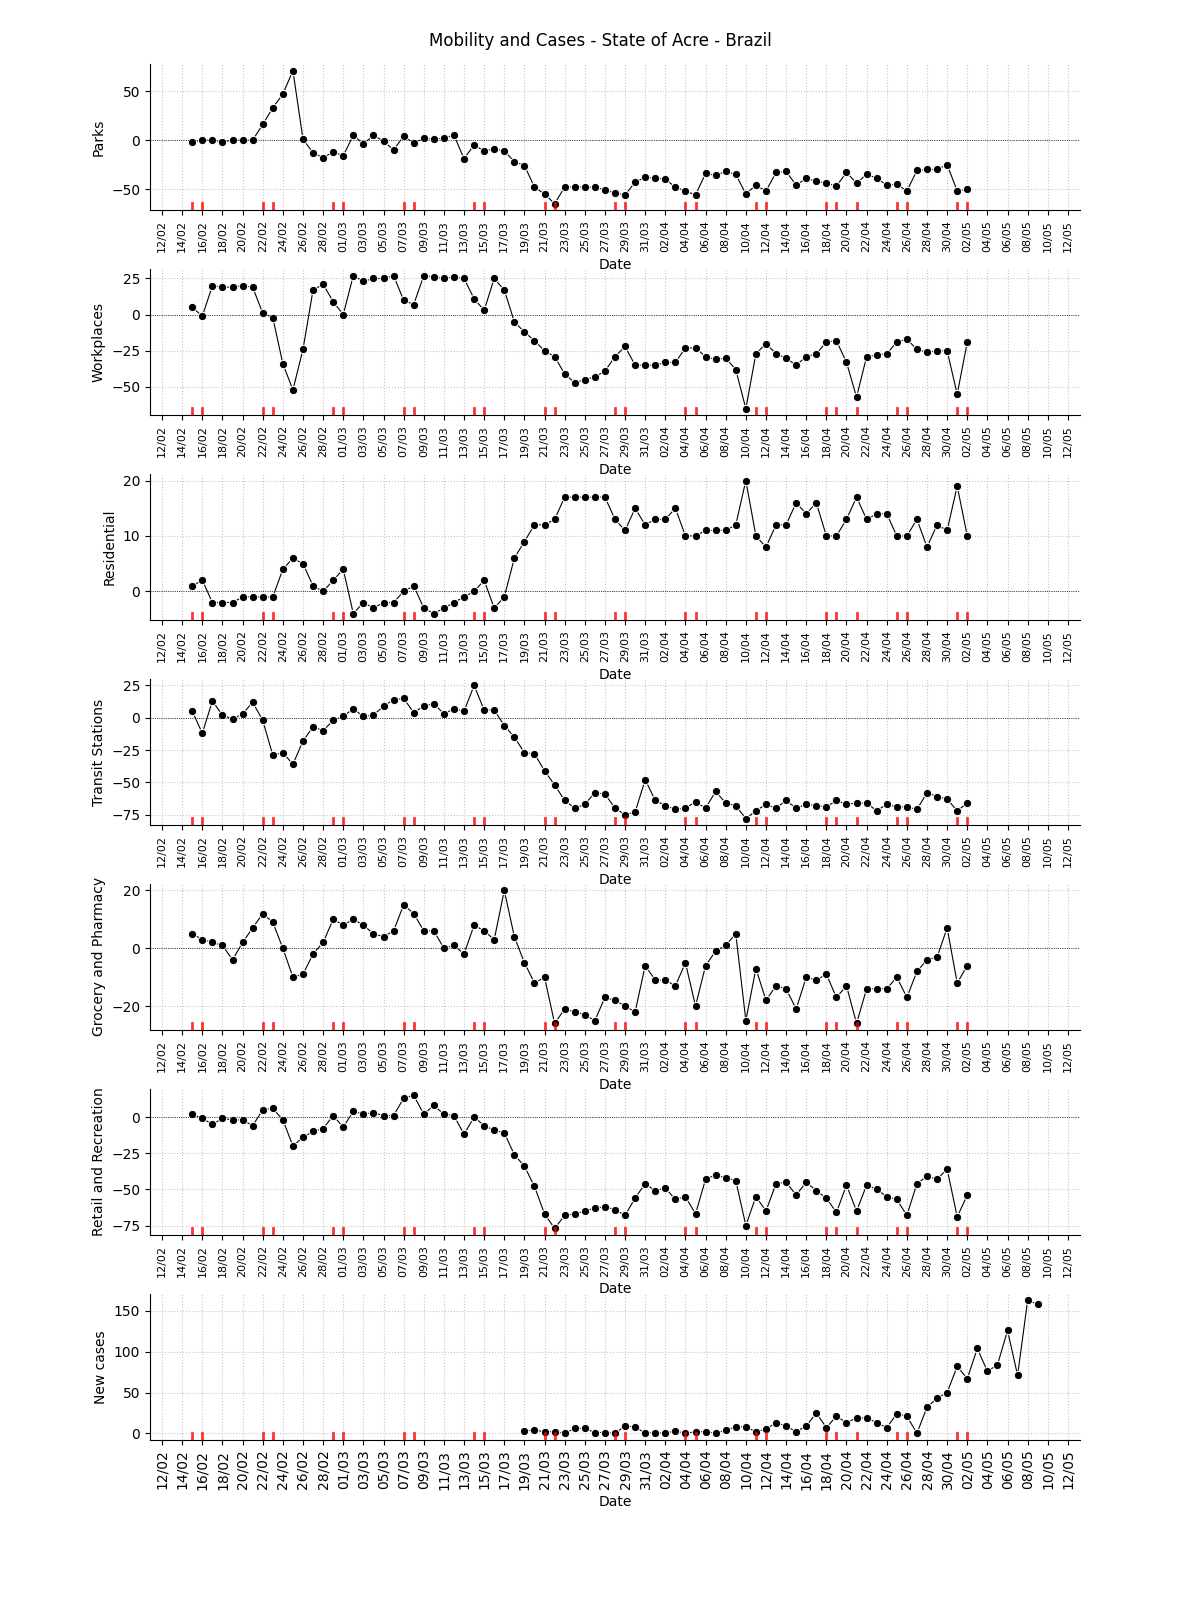 Mobility and Cases - State of Acre - Brazil
Parks
50
0
−50
12/02 14/02 16/02 18/02 20/02 22/02 24/02 26/02 28/02 01/03 03/03 05/03 07/03 09/03 11/03 13/03 15/03 17/03 19/03 21/03 23/03 25/03 27/03 29/03 31/03 02/04 04/04 06/04 08/04 10/04 12/04 14/04 16/04 18/04 20/04 22/04 24/04 26/04 28/04 30/04 02/05 04/05 06/05 08/05 10/05 12/05
Date
Workplaces
25
0
−25
−50
12/02 14/02 16/02 18/02 20/02 22/02 24/02 26/02 28/02 01/03 03/03 05/03 07/03 09/03 11/03 13/03 15/03 17/03 19/03 21/03 23/03 25/03 27/03 29/03 31/03 02/04 04/04 06/04 08/04 10/04 12/04 14/04 16/04 18/04 20/04 22/04 24/04 26/04 28/04 30/04 02/05 04/05 06/05 08/05 10/05 12/05
Date
Residential
20
10
0
12/02 14/02 16/02 18/02 20/02 22/02 24/02 26/02 28/02 01/03 03/03 05/03 07/03 09/03 11/03 13/03 15/03 17/03 19/03 21/03 23/03 25/03 27/03 29/03 31/03 02/04 04/04 06/04 08/04 10/04 12/04 14/04 16/04 18/04 20/04 22/04 24/04 26/04 28/04 30/04 02/05 04/05 06/05 08/05 10/05 12/05
Date
Transit Stations
25
0
−25
−50
−75
12/02 14/02 16/02 18/02 20/02 22/02 24/02 26/02 28/02 01/03 03/03 05/03 07/03 09/03 11/03 13/03 15/03 17/03 19/03 21/03 23/03 25/03 27/03 29/03 31/03 02/04 04/04 06/04 08/04 10/04 12/04 14/04 16/04 18/04 20/04 22/04 24/04 26/04 28/04 30/04 02/05 04/05 06/05 08/05 10/05 12/05
Date
Grocery and Pharmacy
20
0
−20
12/02 14/02 16/02 18/02 20/02 22/02 24/02 26/02 28/02 01/03 03/03 05/03 07/03 09/03 11/03 13/03 15/03 17/03 19/03 21/03 23/03 25/03 27/03 29/03 31/03 02/04 04/04 06/04 08/04 10/04 12/04 14/04 16/04 18/04 20/04 22/04 24/04 26/04 28/04 30/04 02/05 04/05 06/05 08/05 10/05 12/05
Date
Retail and Recreation
0
−25
−50
−75
12/02 14/02 16/02 18/02 20/02 22/02 24/02 26/02 28/02 01/03 03/03 05/03 07/03 09/03 11/03 13/03 15/03 17/03 19/03 21/03 23/03 25/03 27/03 29/03 31/03 02/04 04/04 06/04 08/04 10/04 12/04 14/04 16/04 18/04 20/04 22/04 24/04 26/04 28/04 30/04 02/05 04/05 06/05 08/05 10/05 12/05
Date
New cases
150
100
50
0
12/02 14/02 16/02 18/02 20/02 22/02 24/02 26/02 28/02 01/03 03/03 05/03 07/03 09/03 11/03 13/03 15/03 17/03 19/03 21/03 23/03 25/03 27/03 29/03 31/03 02/04 04/04 06/04 08/04 10/04 12/04 14/04 16/04 18/04 20/04 22/04 24/04 26/04 28/04 30/04 02/05 04/05 06/05 08/05 10/05 12/05
Date